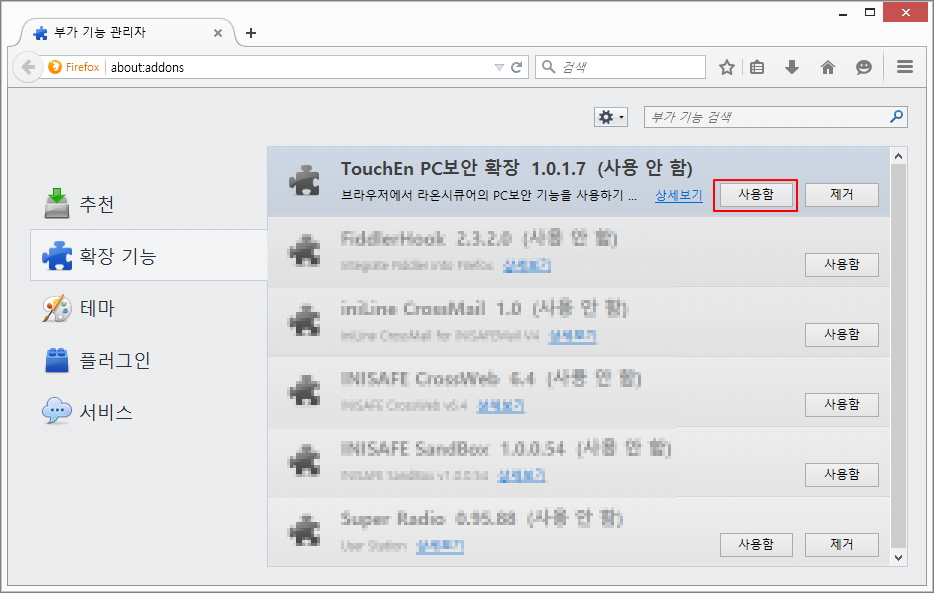 부가 기능 관리자
Firefox about:addons 검색
부가 기능 검색
추천
확장 기능
테마
플러그인
서비스
TouchEn PC보안 확장 1.0.1.7 (사용 안 함)
브라우저에서 라온시큐어의 PC보안 기능을 사용하기 ... 상세보기 사용함 제거
FiddlerHook 2.3.2.0 (사용 안 함)
Integrate Fiddler into Firefox 상세보기 사용함
iniLine CrossMail 1.0 (사용 안 함)
IniLine CrossMail for INISAFEMail V4 상세보기 사용함
INISAFE CrossWeb 6.4 (사용 안 함)
INISAFE CrossWeb v6.4 상세보기 사용함
INISAFE SandBox 1.0.0.54 (사용 안 함)
INISAFE SandBox v1.0.0.54 상세보기 사용함
Super Radio 0.95.88 (사용 안 함)
User Station 상세보기 사용함 제거